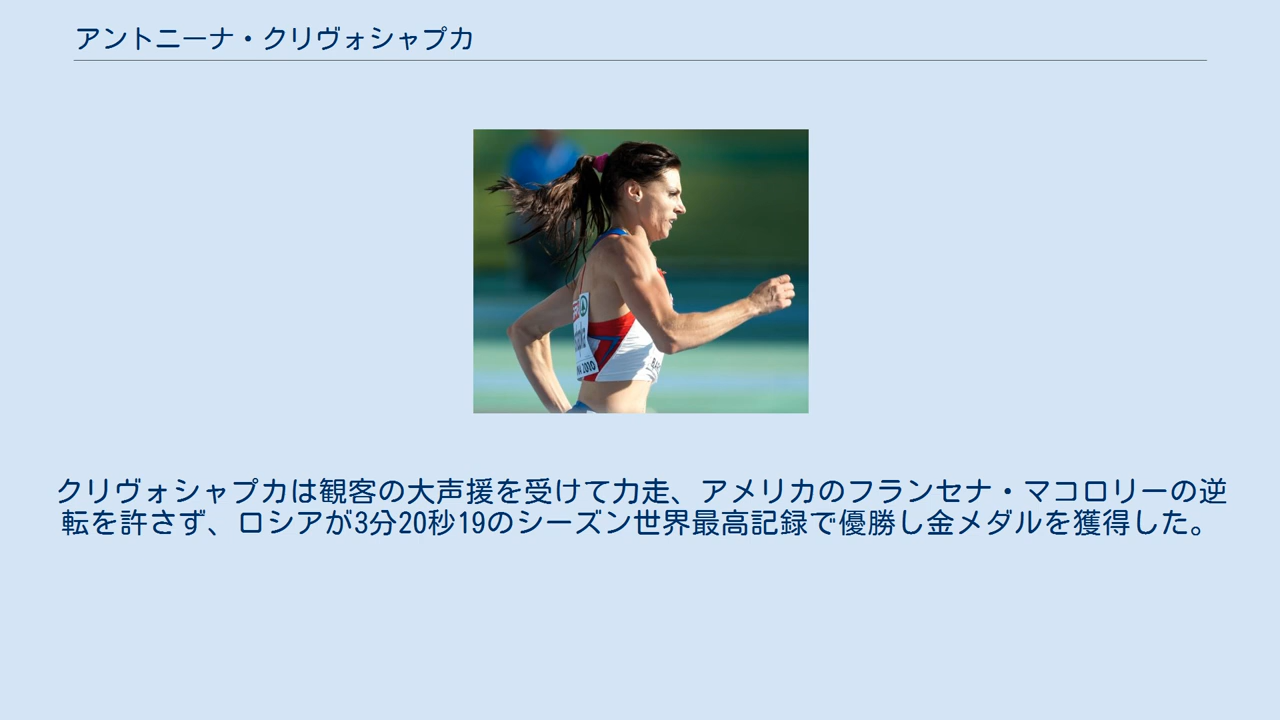 アントニーナ・クリヴォシャプカ
クリヴォシャプカは観客の大声援を受けて力走、アメリカのフランセナ・マコロリーの逆
転を許さず、ロシアが3分20秒19のシーズン世界最高記録で優勝し金メダルを獲得した。